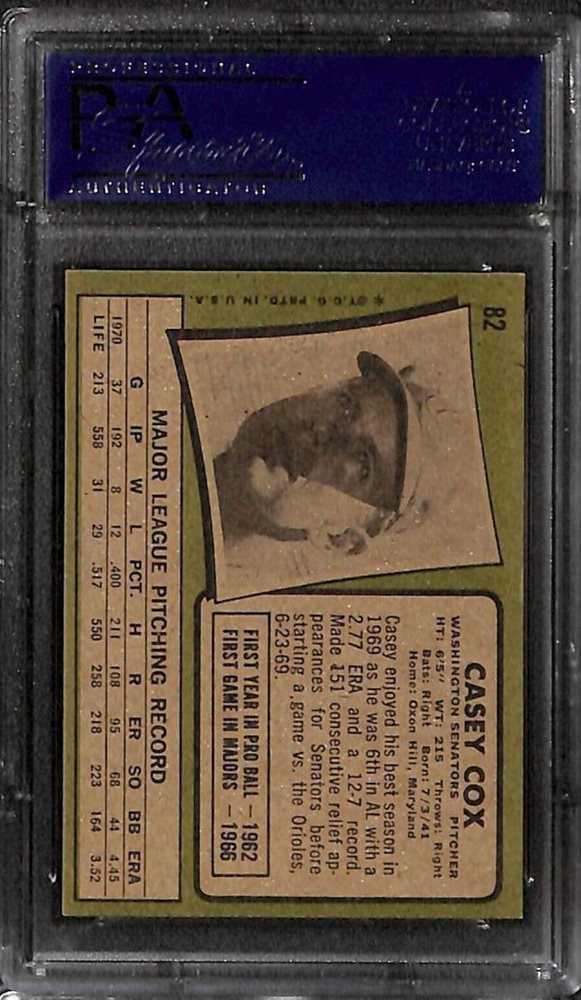 PSA
82
CASEY COX
WASHINGTON SENATORS PITCHER
HT: 6'5" WT: 215 Throws: Right
Bats: Right Born: 7/3/41
Home: Oxon Hill, Maryland
Casey enjoyed his best season in
1969 as he was 6th in AL with a
2.77 ERA and a 12-7 record.
Made 151 consecutive relief ap-
pearances for Senators before
starting a game vs. the Orioles,
6-23-69.
FIRST YEAR IN PRO BALL — 1962
FIRST GAME IN MAJORS — 1966
*©T.C.G. PRTD. IN U.S.A.
MAJOR LEAGUE PITCHING RECORD
G IP W L PCT. H R ER SO BB ERA
1970 37 192 8 12 .400 211 108 95 68 44 4.45
LIFE 213 558 31 29 .517 550 258 218 223 164 3.52